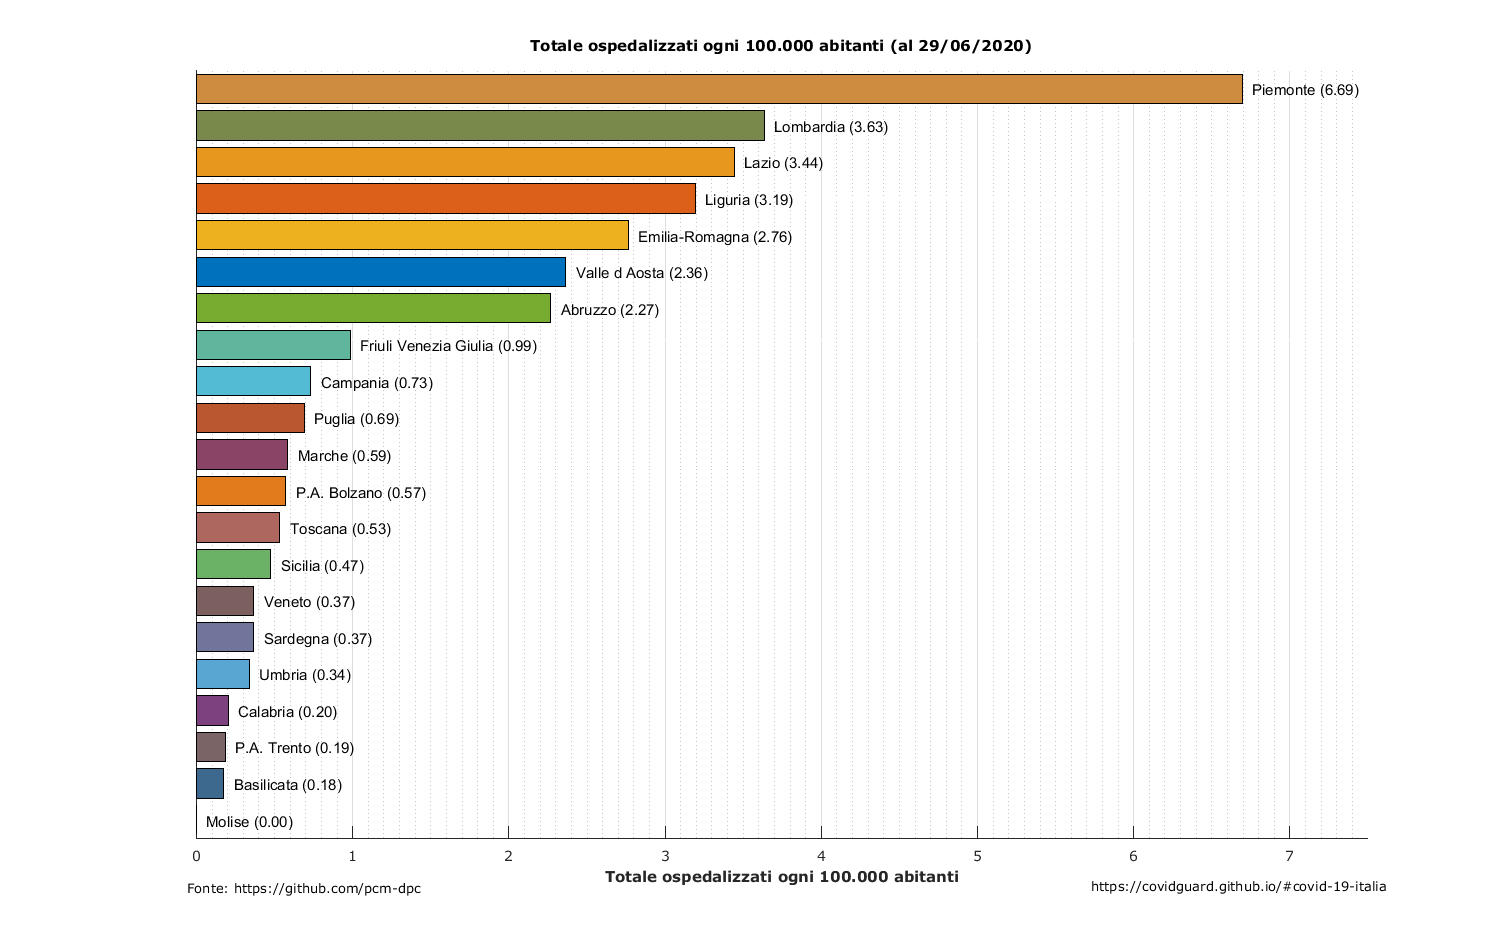 Totale ospedalizzati ogni 100.000 abitanti (al 29/06/2020)
Piemonte (6.69)
Lombardia (3.63)
Lazio (3.44)
Liguria (3.19)
Emilia-Romagna (2.76)
Valle d Aosta (2.36)
Abruzzo (2.27)
Friuli Venezia Giulia (0.99)
Campania (0.73)
Puglia (0.69)
Marche (0.59)
P.A. Bolzano (0.57)
Toscana (0.53)
Sicilia (0.47)
Veneto (0.37)
Sardegna (0.37)
Umbria (0.34)
Calabria (0.20)
P.A. Trento (0.19)
Basilicata (0.18)
Molise (0.00)
0 1 2 3 4 5 6 7
Totale ospedalizzati ogni 100.000 abitanti
Fonte: https://github.com/pcm-dpc
https://covidguard.github.io/#covid-19-italia